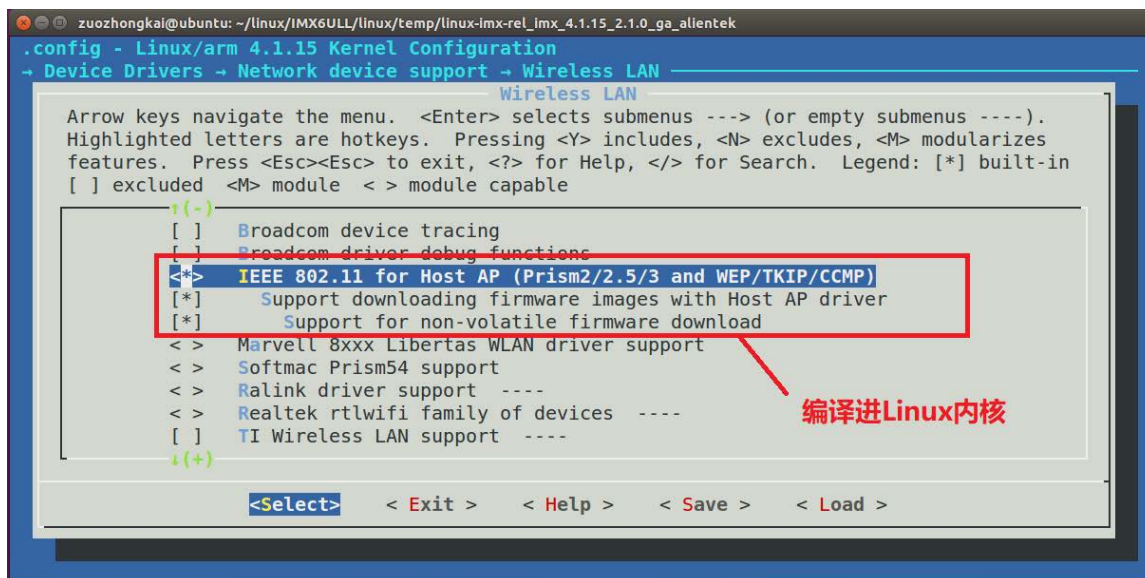 zuozhongkai@ubuntu: ~/linux/IMX6ULL/linux/temp/linux-imx-rel_imx_4.1.15_2.1.0_ga_alientek
.config - Linux/arm 4.1.15 Kernel Configuration
→ Device Drivers → Network device support → Wireless LAN
Wireless LAN
Arrow keys navigate the menu.  <Enter> selects submenus ---> (or empty submenus ----).
Highlighted letters are hotkeys.  Pressing <Y> includes, <N> excludes, <M> modularizes
features.  Press <Esc><Esc> to exit, <?> for Help, </> for Search.  Legend: [*] built-in
[ ] excluded  <M> module  < > module capable
↑(-)
[ ]   Broadcom device tracing
[ ]   Broadcom driver debug functions
<*>   IEEE 802.11 for Host AP (Prism2/2.5/3 and WEP/TKIP/CCMP)
[*]     Support downloading firmware images with Host AP driver
[*]       Support for non-volatile firmware download
< >   Marvell 8xxx Libertas WLAN driver support
< >   Softmac Prism54 support
< >   Ralink driver support  ----
< >   Realtek rtlwifi family of devices  ----
编译进Linux内核
[ ]   TI Wireless LAN support  ----
↓(+)
<Select>    < Exit >    < Help >    < Save >    < Load >